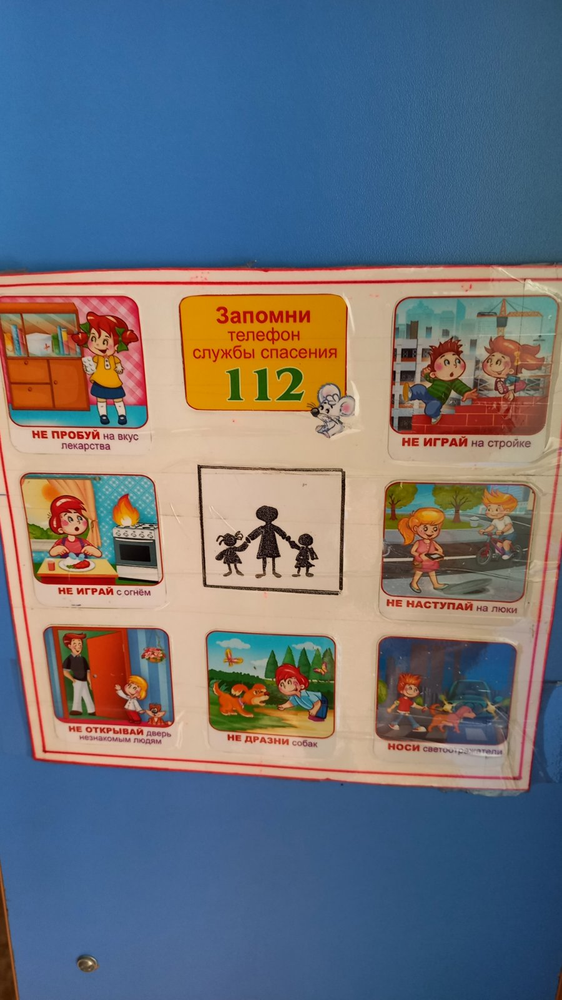 Запомни
телефон
службы спасения
112
НЕ ПРОБУЙ на вкус
лекарства
НЕ ИГРАЙ на стройке
НЕ ИГРАЙ с огнём
НЕ НАСТУПАЙ на люки
НЕ ОТКРЫВАЙ дверь
незнакомым людям
НЕ ДРАЗНИ собак
НОСИ светоотражатели